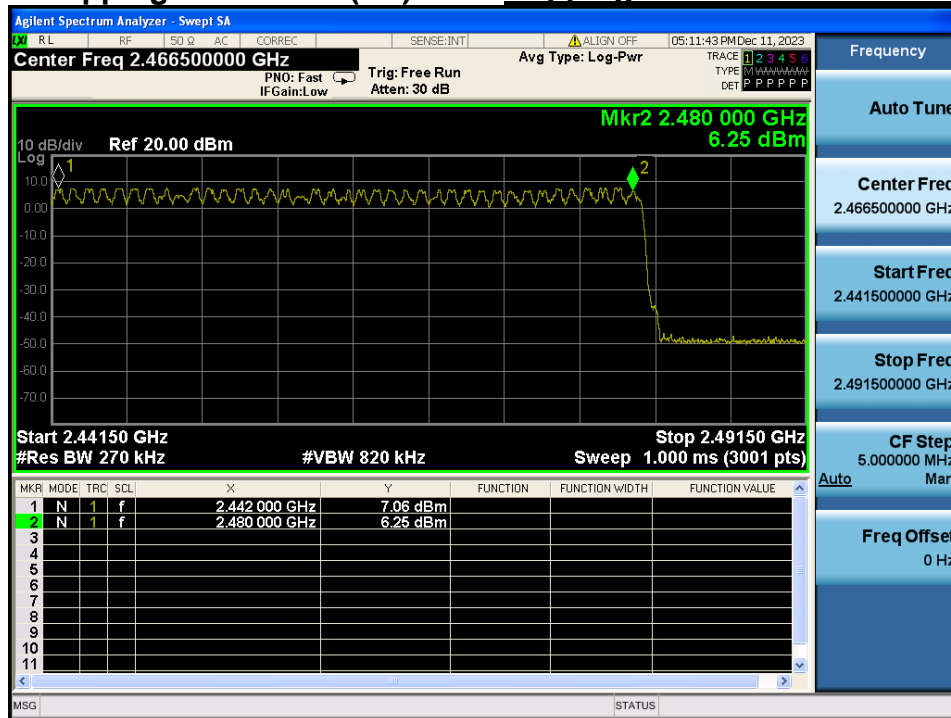 Agilent Spectrum Analyzer - Swept SA
LXI RL RF 50 Ω AC CORREC SENSE:INT ALIGN OFF 05:11:43 PM Dec 11, 2023
Center Freq 2.466500000 GHz
PNO: Fast
IFGain:Low
Trig: Free Run
Atten: 30 dB
Avg Type: Log-Pwr
TRACE 1 2 3 4 5 6
TYPE M
DET P P P P P P
Mkr2 2.480 000 GHz
6.25 dBm
10 dB/div Ref 20.00 dBm
Log
1
2
10.0
0.00
-10.0
-20.0
-30.0
-40.0
-50.0
-60.0
-70.0
Start 2.44150 GHz Stop 2.49150 GHz
#Res BW 270 kHz #VBW 820 kHz Sweep 1.000 ms (3001 pts)
MKR MODE TRC SCL X Y FUNCTION FUNCTION WIDTH FUNCTION VALUE
1 N 1 f 2.442 000 GHz 7.06 dBm
2 N 1 f 2.480 000 GHz 6.25 dBm
3
4
5
6
7
8
9
10
11
MSG STATUS
Frequency
Auto Tune
Center Freq
2.466500000 GHz
Start Freq
2.441500000 GHz
Stop Freq
2.491500000 GHz
CF Step
5.000000 MHz
Auto Man
Freq Offset
0 Hz